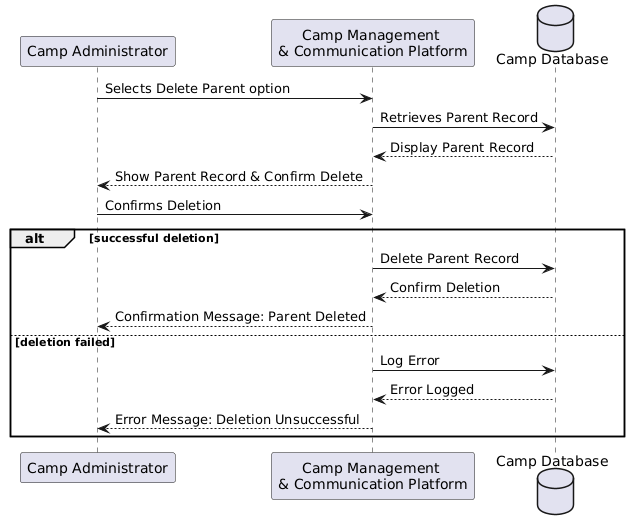 Camp Administrator
Camp Management
& Communication Platform
Camp Database
Selects Delete Parent option
Retrieves Parent Record
Display Parent Record
Show Parent Record & Confirm Delete
Confirms Deletion
alt
[successful deletion]
Delete Parent Record
Confirm Deletion
Confirmation Message: Parent Deleted
[deletion failed]
Log Error
Error Logged
Error Message: Deletion Unsuccessful
Camp Administrator
Camp Management
& Communication Platform
Camp Database